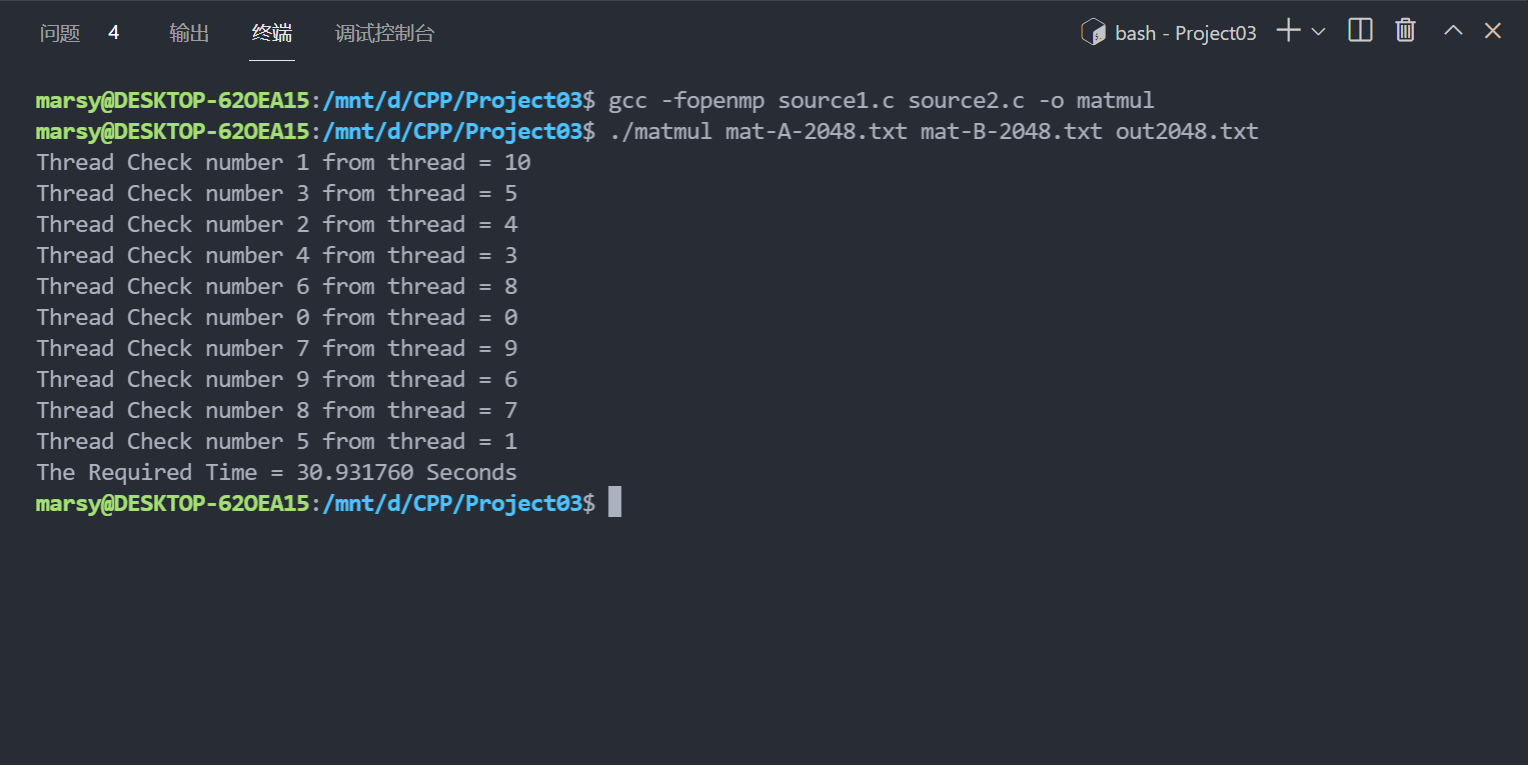 问题 4 输出 终端 调试控制台 bash - Project03
marsy@DESKTOP-62OEA15:/mnt/d/CPP/Project03$ gcc -fopenmp source1.c source2.c -o matmul
marsy@DESKTOP-62OEA15:/mnt/d/CPP/Project03$ ./matmul mat-A-2048.txt mat-B-2048.txt out2048.txt
Thread Check number 1 from thread = 10
Thread Check number 3 from thread = 5
Thread Check number 2 from thread = 4
Thread Check number 4 from thread = 3
Thread Check number 6 from thread = 8
Thread Check number 0 from thread = 0
Thread Check number 7 from thread = 9
Thread Check number 9 from thread = 6
Thread Check number 8 from thread = 7
Thread Check number 5 from thread = 1
The Required Time = 30.931760 Seconds
marsy@DESKTOP-62OEA15:/mnt/d/CPP/Project03$